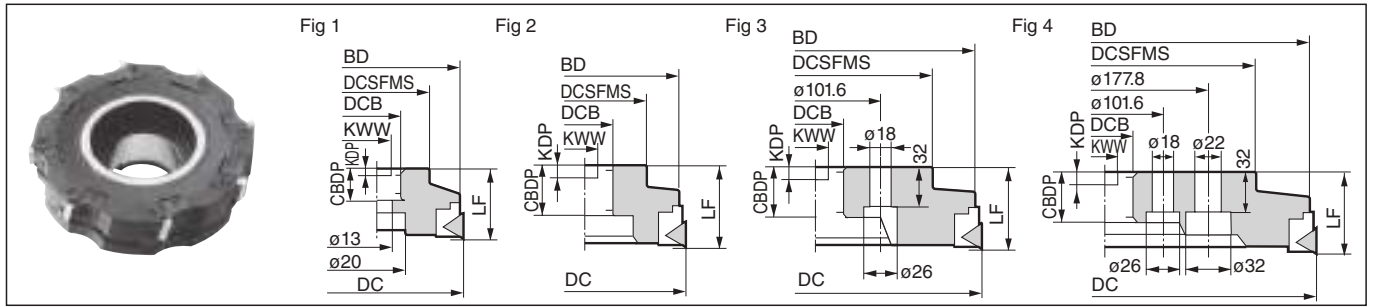 Fig 1
BD
DCSFMS
DCB
KWW
KDP
CBDP
LF
ø13
ø20
DC
Fig 2
BD
DCSFMS
DCB
KWW
KDP
CBDP
LF
DC
Fig 3
BD
DCSFMS
ø101.6
DCB
KWW
ø18
KDP
CBDP
32
LF
ø26
DC
Fig 4
BD
DCSFMS
ø177.8
ø101.6
DCB
KWW
ø18
ø22
KDP
CBDP
32
LF
ø26
ø32
DC